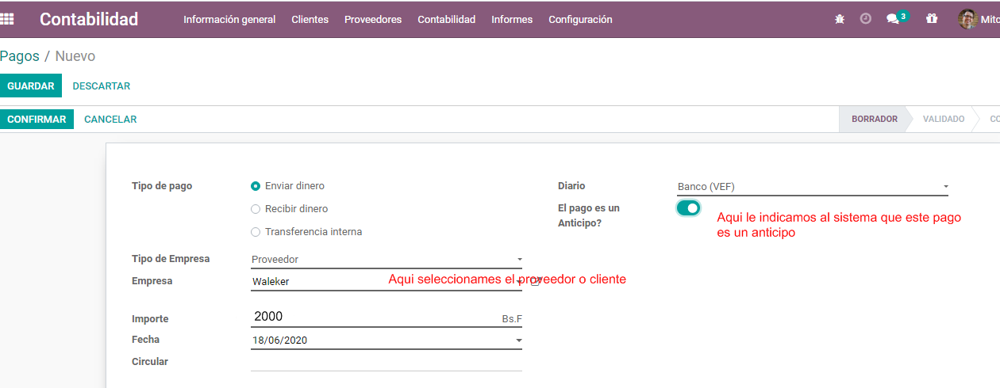 Contabilidad Información general Clientes Proveedores Contabilidad Informes Configuración 3 Mitc
Pagos / Nuevo
GUARDAR DESCARTAR
CONFIRMAR CANCELAR BORRADOR VALIDADO CO
Tipo de pago Enviar dinero Diario Banco (VEF)
Recibir dinero El pago es un
Anticipo?
Aqui le indicamos al sistema que este pago
es un anticipo
Transferencia interna
Tipo de Empresa Proveedor
Empresa Waleker Aqui seleccionames el proveedor o cliente
Importe 2000 Bs.F
Fecha 18/06/2020
Circular